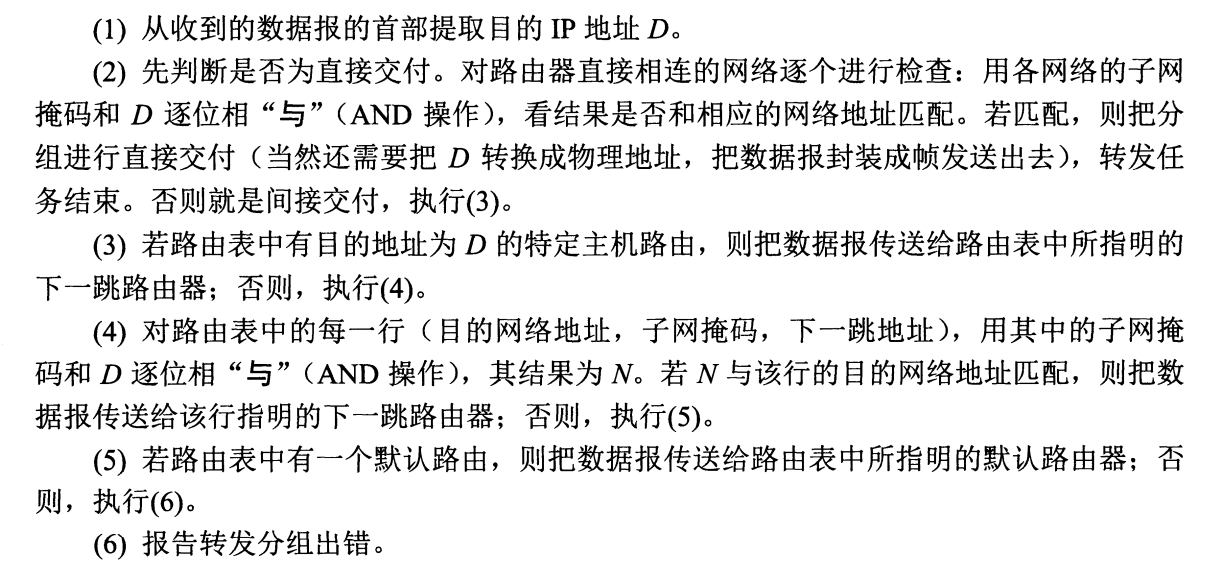 (1) 从收到的数据报的首部提取目的 IP 地址 D。
(2) 先判断是否为直接交付。对路由器直接相连的网络逐个进行检查：用各网络的子网
掩码和 D 逐位相“与”（AND 操作），看结果是否和相应的网络地址匹配。若匹配，则把分
组进行直接交付（当然还需要把 D 转换成物理地址，把数据报封装成帧发送出去），转发任
务结束。否则就是间接交付，执行(3)。
(3) 若路由表中有目的地址为 D 的特定主机路由，则把数据报传送给路由表中所指明的
下一跳路由器；否则，执行(4)。
(4) 对路由表中的每一行（目的网络地址，子网掩码，下一跳地址），用其中的子网掩
码和 D 逐位相“与”（AND 操作），其结果为 N。若 N 与该行的目的网络地址匹配，则把数
据报传送给该行指明的下一跳路由器；否则，执行(5)。
(5) 若路由表中有一个默认路由，则把数据报传送给路由表中所指明的默认路由器；否
则，执行(6)。
(6) 报告转发分组出错。